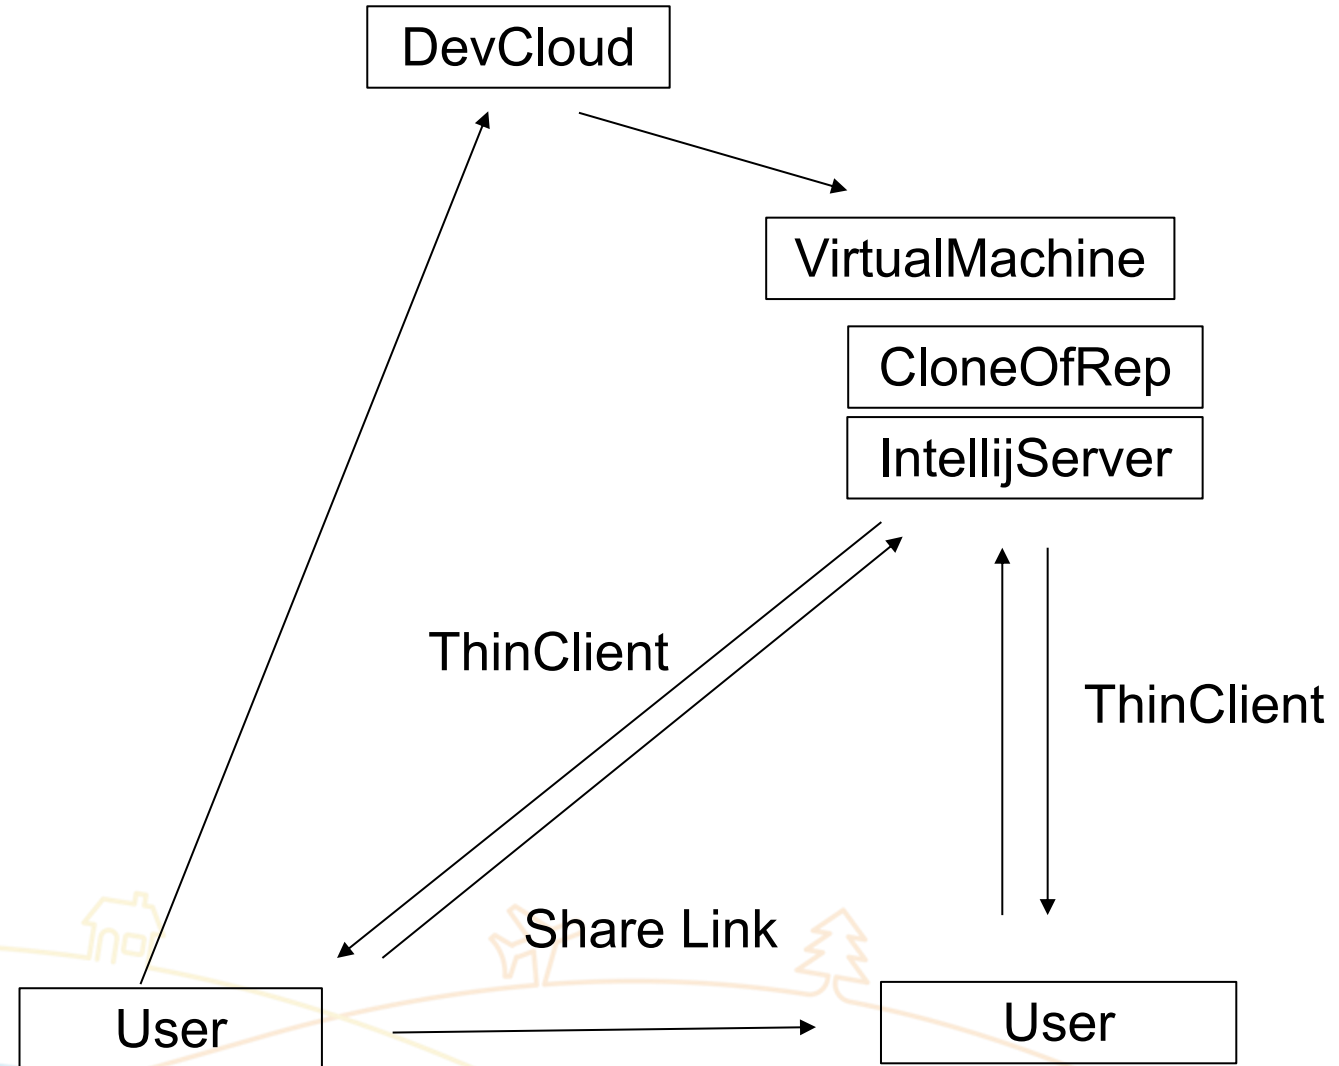 DevCloud
VirtualMachine
CloneOfRep
IntellijServer
ThinClient
ThinClient
Share Link
User
User